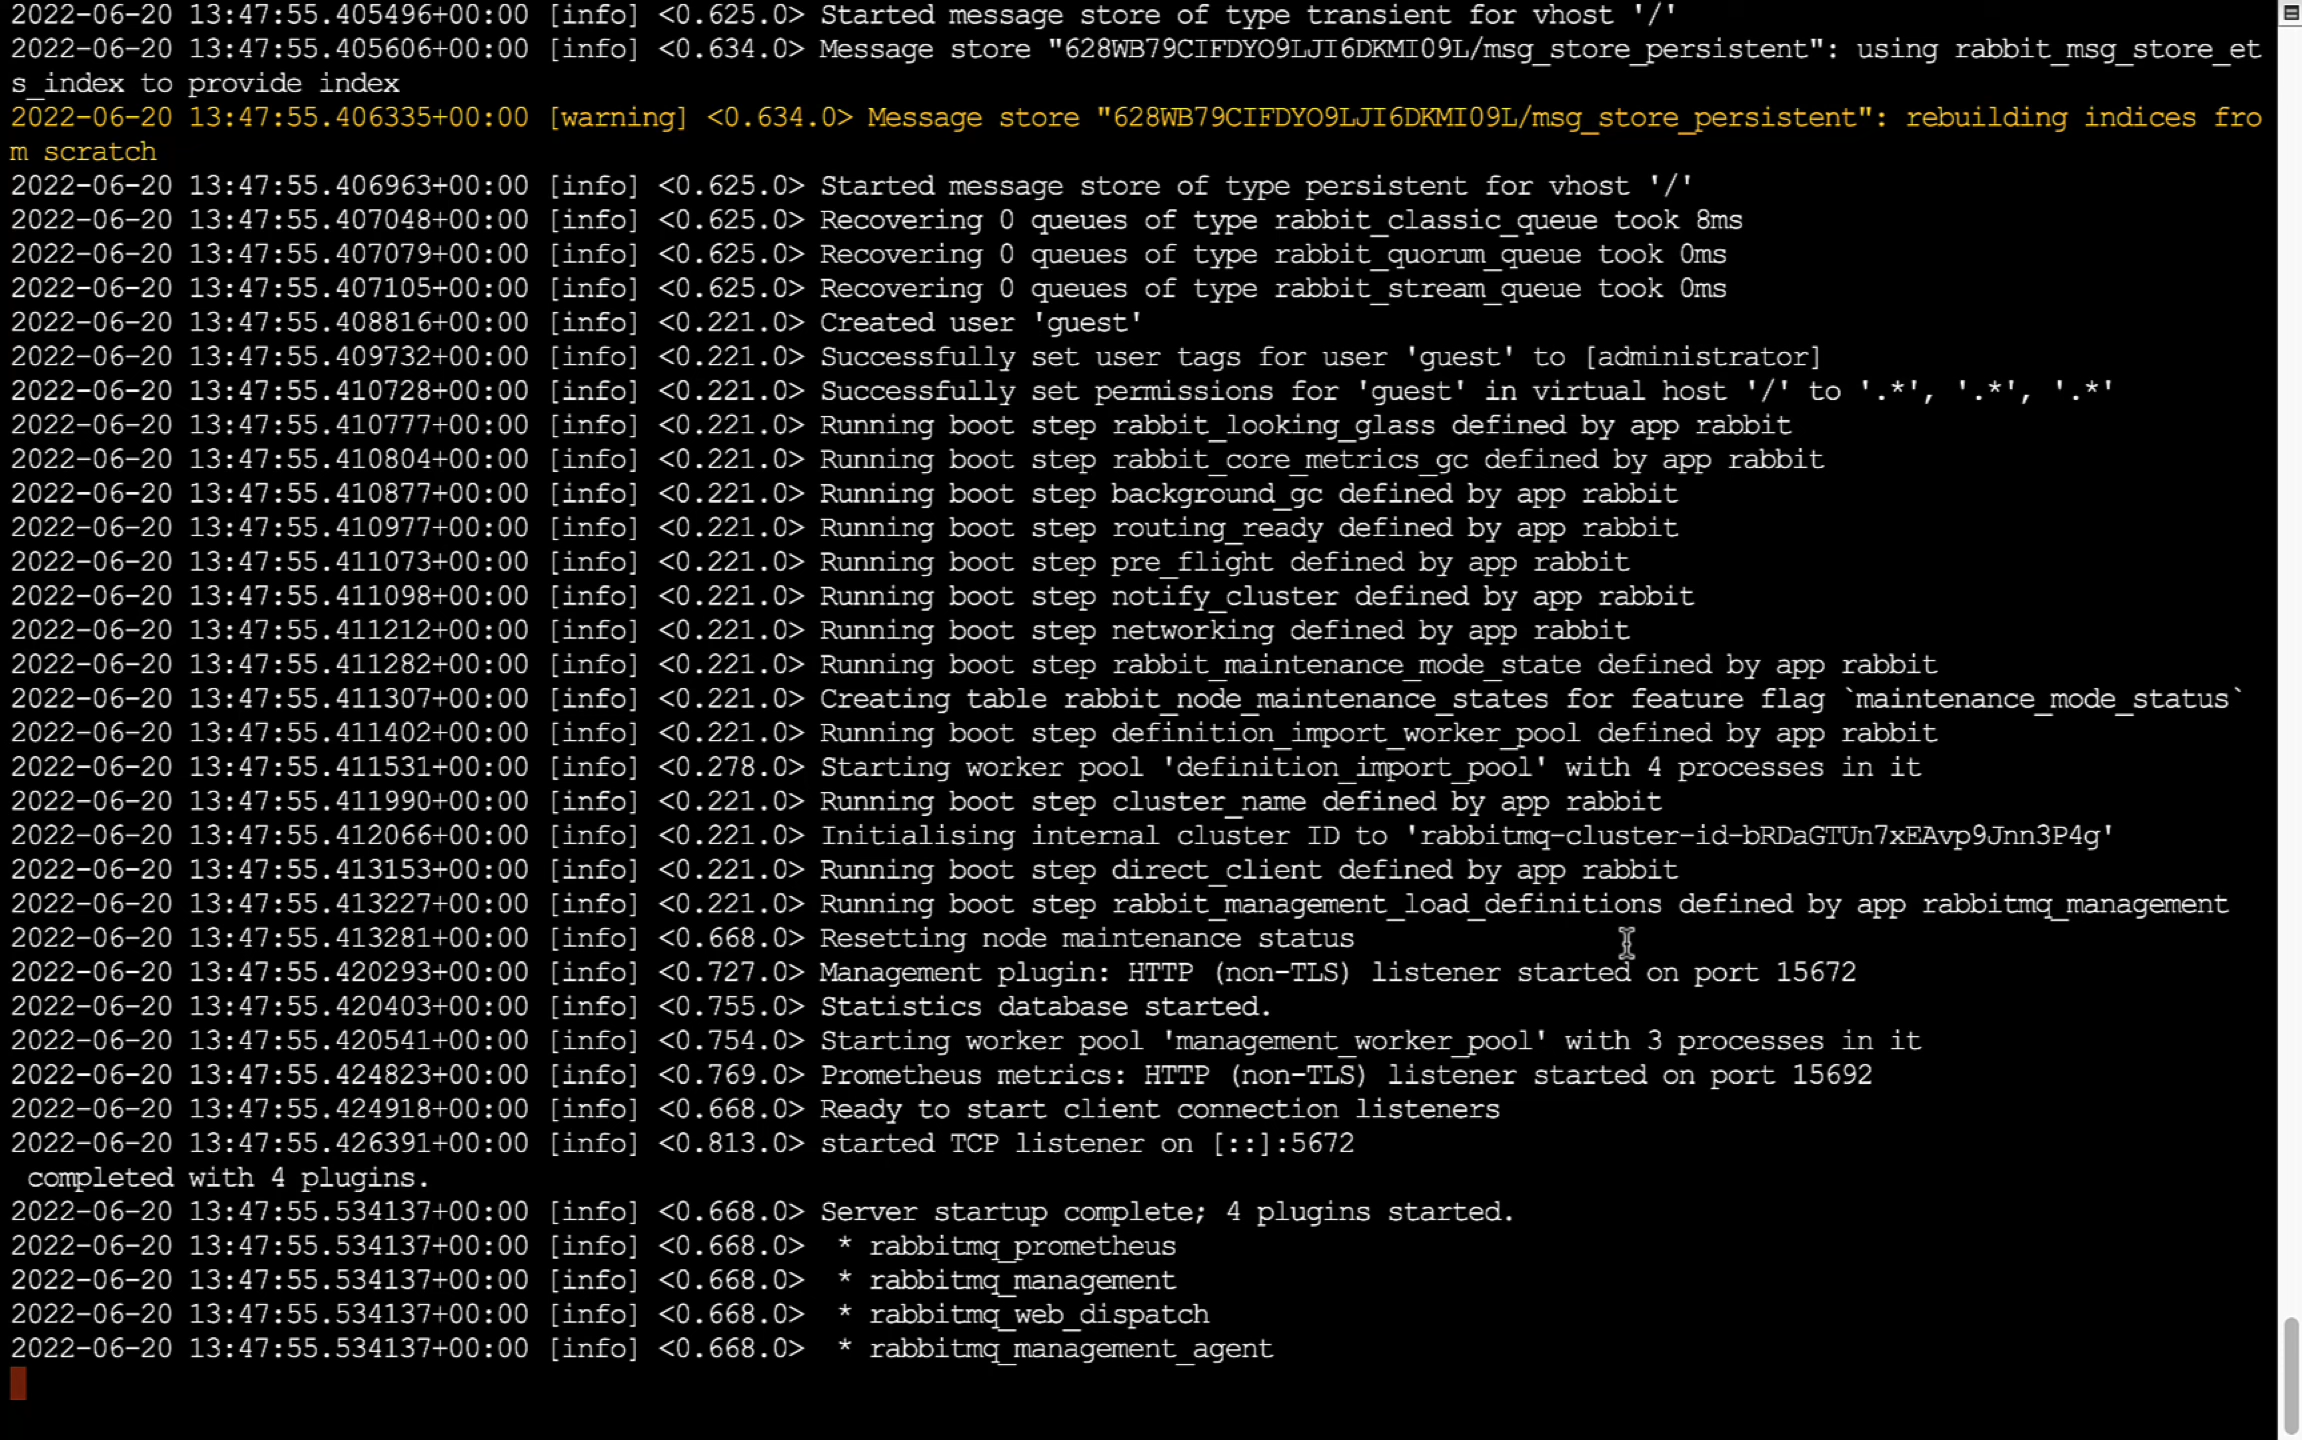 2022-06-20 13:47:55.405496+00:00 [info] <0.625.0> Started message store of type transient for vhost '/'
2022-06-20 13:47:55.405606+00:00 [info] <0.634.0> Message store "628WB79CIFDYO9LJI6DKMI09L/msg_store_persistent": using rabbit_msg_store_et
s_index to provide index
2022-06-20 13:47:55.406335+00:00 [warning] <0.634.0> Message store "628WB79CIFDYO9LJI6DKMI09L/msg_store_persistent": rebuilding indices fro
m scratch
2022-06-20 13:47:55.406963+00:00 [info] <0.625.0> Started message store of type persistent for vhost '/'
2022-06-20 13:47:55.407048+00:00 [info] <0.625.0> Recovering 0 queues of type rabbit_classic_queue took 8ms
2022-06-20 13:47:55.407079+00:00 [info] <0.625.0> Recovering 0 queues of type rabbit_quorum_queue took 0ms
2022-06-20 13:47:55.407105+00:00 [info] <0.625.0> Recovering 0 queues of type rabbit_stream_queue took 0ms
2022-06-20 13:47:55.408816+00:00 [info] <0.221.0> Created user 'guest'
2022-06-20 13:47:55.409732+00:00 [info] <0.221.0> Successfully set user tags for user 'guest' to [administrator]
2022-06-20 13:47:55.410728+00:00 [info] <0.221.0> Successfully set permissions for 'guest' in virtual host '/' to '.*', '.*', '.*'
2022-06-20 13:47:55.410777+00:00 [info] <0.221.0> Running boot step rabbit_looking_glass defined by app rabbit
2022-06-20 13:47:55.410804+00:00 [info] <0.221.0> Running boot step rabbit_core_metrics_gc defined by app rabbit
2022-06-20 13:47:55.410877+00:00 [info] <0.221.0> Running boot step background_gc defined by app rabbit
2022-06-20 13:47:55.410977+00:00 [info] <0.221.0> Running boot step routing_ready defined by app rabbit
2022-06-20 13:47:55.411073+00:00 [info] <0.221.0> Running boot step pre_flight defined by app rabbit
2022-06-20 13:47:55.411098+00:00 [info] <0.221.0> Running boot step notify_cluster defined by app rabbit
2022-06-20 13:47:55.411212+00:00 [info] <0.221.0> Running boot step networking defined by app rabbit
2022-06-20 13:47:55.411282+00:00 [info] <0.221.0> Running boot step rabbit_maintenance_mode_state defined by app rabbit
2022-06-20 13:47:55.411307+00:00 [info] <0.221.0> Creating table rabbit_node_maintenance_states for feature flag `maintenance_mode_status`
2022-06-20 13:47:55.411402+00:00 [info] <0.221.0> Running boot step definition_import_worker_pool defined by app rabbit
2022-06-20 13:47:55.411531+00:00 [info] <0.278.0> Starting worker pool 'definition_import_pool' with 4 processes in it
2022-06-20 13:47:55.411990+00:00 [info] <0.221.0> Running boot step cluster_name defined by app rabbit
2022-06-20 13:47:55.412066+00:00 [info] <0.221.0> Initialising internal cluster ID to 'rabbitmq-cluster-id-bRDaGTUn7xEAvp9Jnn3P4g'
2022-06-20 13:47:55.413153+00:00 [info] <0.221.0> Running boot step direct_client defined by app rabbit
2022-06-20 13:47:55.413227+00:00 [info] <0.221.0> Running boot step rabbit_management_load_definitions defined by app rabbitmq_management
2022-06-20 13:47:55.413281+00:00 [info] <0.668.0> Resetting node maintenance status
2022-06-20 13:47:55.420293+00:00 [info] <0.727.0> Management plugin: HTTP (non-TLS) listener started on port 15672
2022-06-20 13:47:55.420403+00:00 [info] <0.755.0> Statistics database started.
2022-06-20 13:47:55.420541+00:00 [info] <0.754.0> Starting worker pool 'management_worker_pool' with 3 processes in it
2022-06-20 13:47:55.424823+00:00 [info] <0.769.0> Prometheus metrics: HTTP (non-TLS) listener started on port 15692
2022-06-20 13:47:55.424918+00:00 [info] <0.668.0> Ready to start client connection listeners
2022-06-20 13:47:55.426391+00:00 [info] <0.813.0> started TCP listener on [::]:5672
 completed with 4 plugins.
2022-06-20 13:47:55.534137+00:00 [info] <0.668.0> Server startup complete; 4 plugins started.
2022-06-20 13:47:55.534137+00:00 [info] <0.668.0>  * rabbitmq_prometheus
2022-06-20 13:47:55.534137+00:00 [info] <0.668.0>  * rabbitmq_management
2022-06-20 13:47:55.534137+00:00 [info] <0.668.0>  * rabbitmq_web_dispatch
2022-06-20 13:47:55.534137+00:00 [info] <0.668.0>  * rabbitmq_management_agent